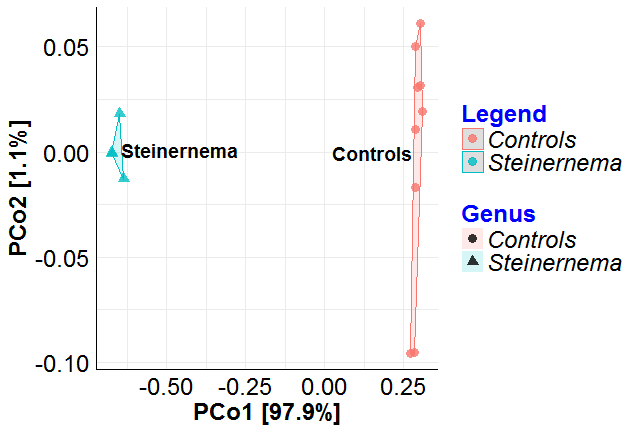 0.05
0.00
-0.05
-0.10
PCo2 [1.1%]
Steinernema
Controls
-0.50
-0.25
0.00
0.25
PCo1 [97.9%]
Legend
Controls
Steinernema
Genus
Controls
Steinernema